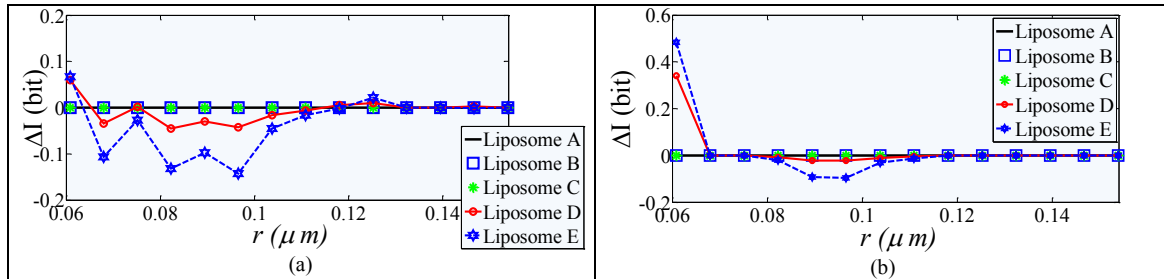 0.2
0.1
0
-0.1
-0.2
ΔI (bit)
0.06
0.08
0.1
0.12
0.14
r (μ m)
Liposome A
Liposome B
Liposome C
Liposome D
Liposome E
(a)
0.6
0.4
0.2
0
-0.2
ΔI (bit)
0.06
0.08
0.1
0.12
0.14
r (μ m)
Liposome A
Liposome B
Liposome C
Liposome D
Liposome E
(b)